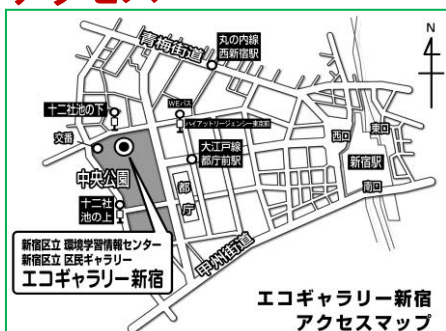 アクセス
青梅街道
丸の内線
西新宿駅
N
十二社池の下
WEバス
ハイアットリージェンシー東京前
交番
大江戸線
都庁前駅
西口
東口
新宿駅
南口
中央公園
都庁
十二社
池の上
甲州街道
新宿区立 環境学習情報センター
新宿区立 区民ギャラリー
エコギャラリー新宿
エコギャラリー新宿
アクセスマップ